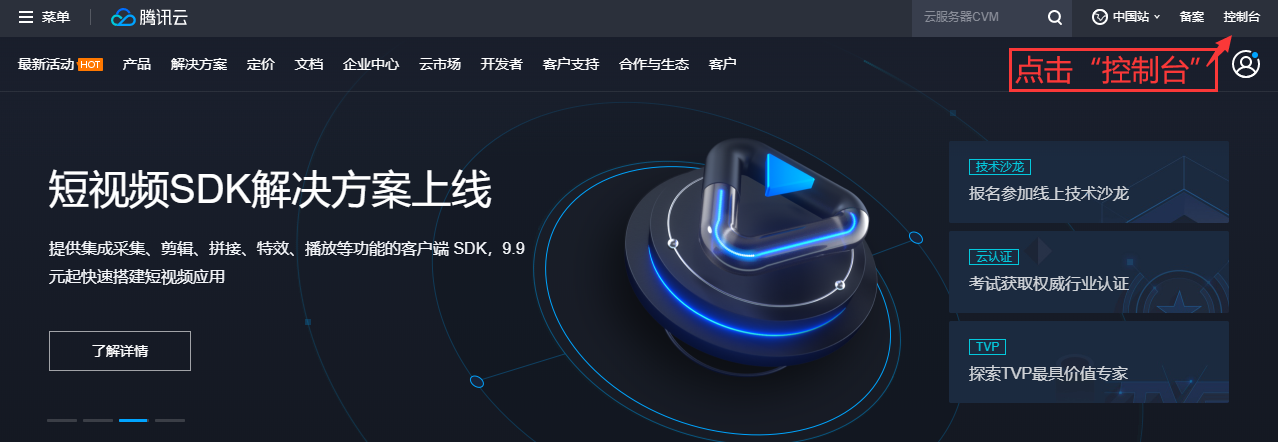 菜单
腾讯云
云服务器CVM
中国站
备案
控制台
最新活动 HOT 产品 解决方案 定价 文档 企业中心 云市场 开发者 客户支持 合作与生态 客户
点击“控制台”
短视频SDK解决方案上线
提供集成采集、剪辑、拼接、特效、播放等功能的客户端 SDK，9.9
元起快速搭建短视频应用
了解详情
技术沙龙
报名参加线上技术沙龙
云认证
考试获取权威行业认证
TVP
探索TVP最具价值专家